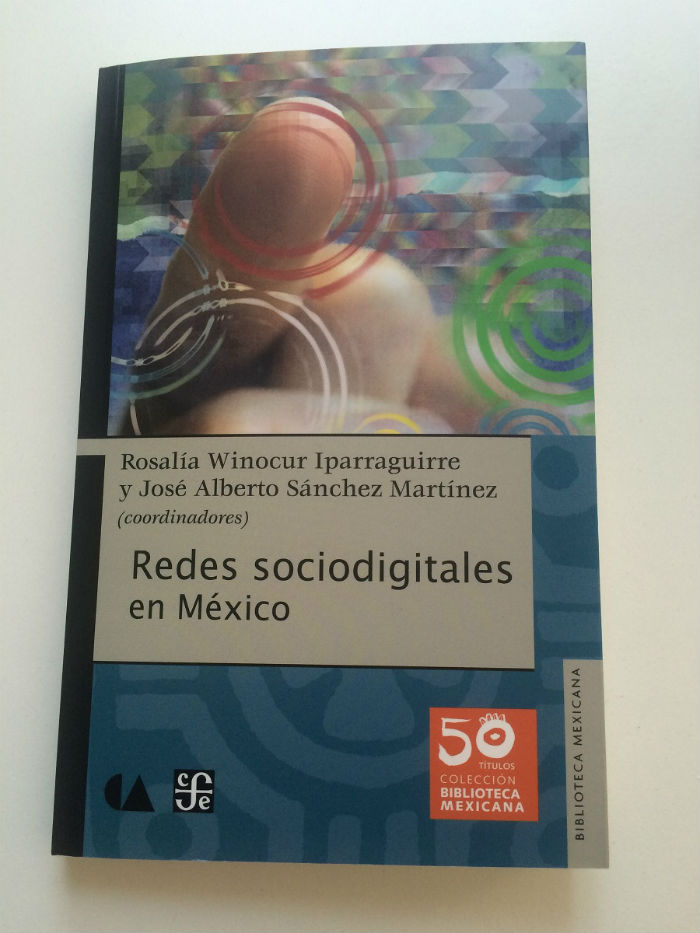 Rosalía Winocur Iparraguirre
y José Alberto Sánchez Martínez
(coordinadores)
Redes sociodigitales
en México
50
TÍTULOS
COLECCIÓN
BIBLIOTECA
MEXICANA
cfe
BIBLIOTECA MEXICANA